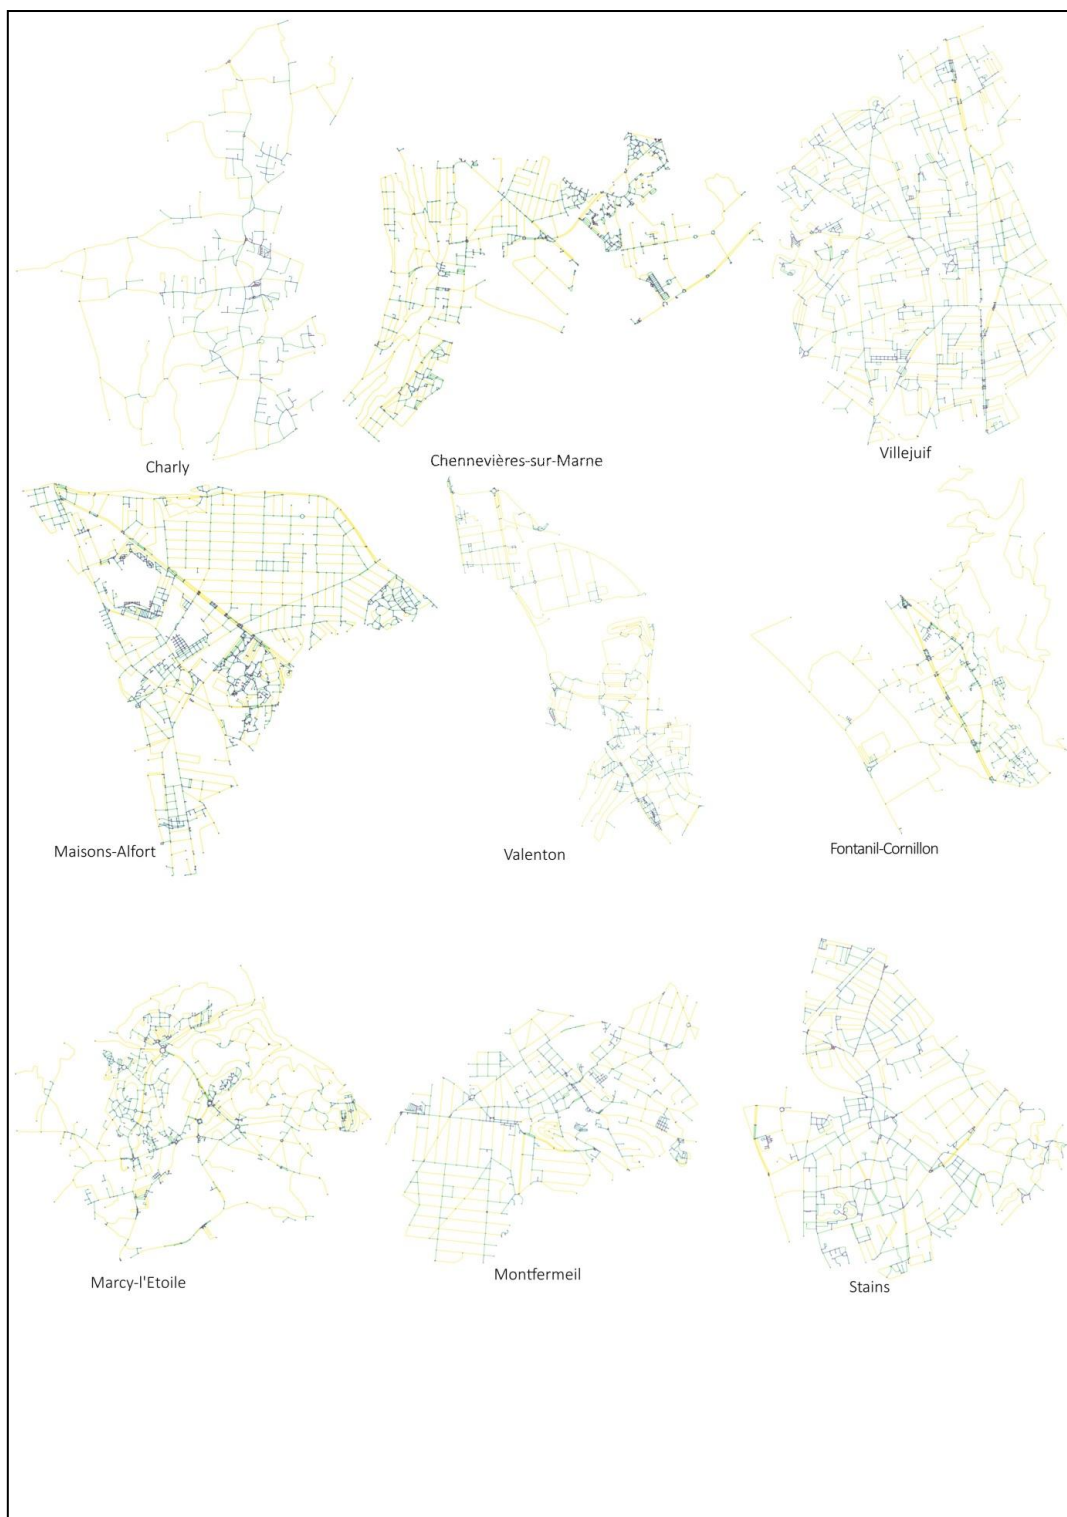 Charly
Chennevières-sur-Marne
Villejuif
Maisons-Alfort
Valenton
Fontanil-Cornillon
Marcy-l'Etoile
Montfermeil
Stains